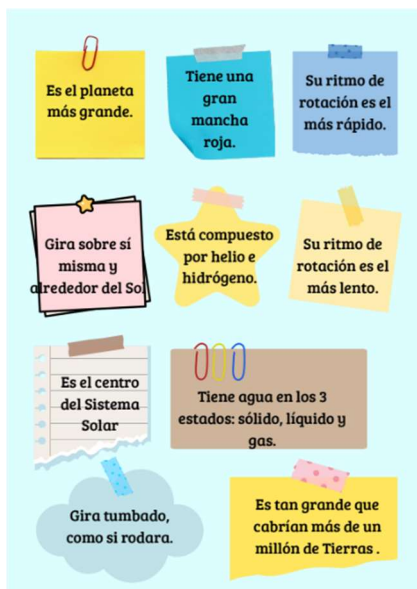 Es el planeta
más grande.
Tiene una
gran
mancha
roja.
Su ritmo de
rotación es el
más rápido.
Gira sobre sí
misma y
alrededor del Sol
Está compuesto
por helio e
hidrógeno.
Su ritmo de
rotación es el
más lento.
Es el centro
del Sistema
Solar
Tiene agua en los 3
estados: sólido, líquido y
gas.
Gira tumbado,
como si rodara.
Es tan grande que
cabrían más de un
millón de Tierras .